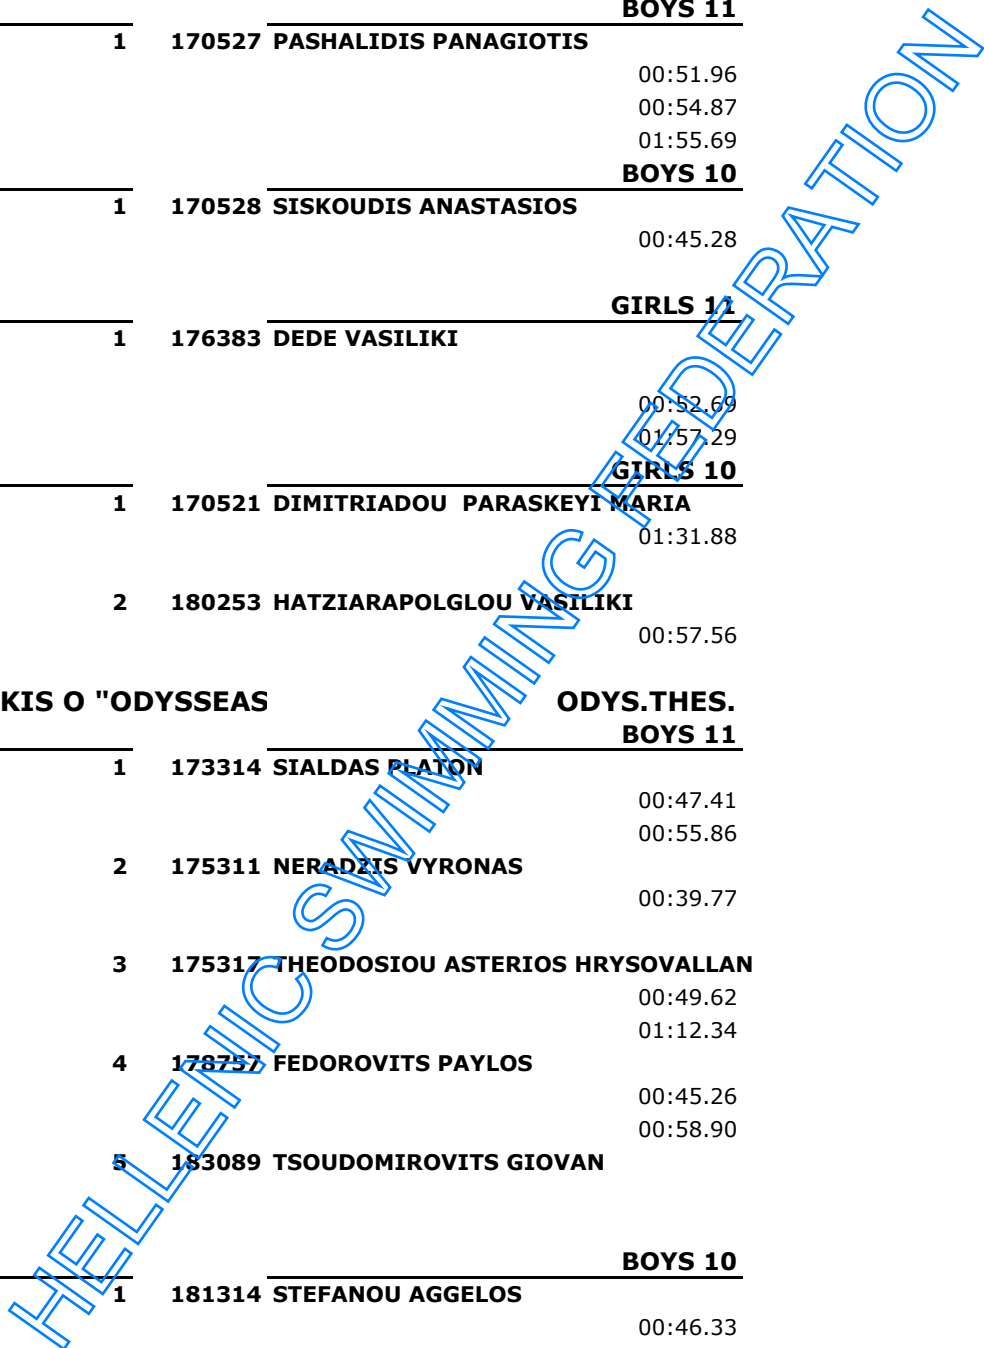 BOYS 11
1 170527 PASHALIDIS PANAGIOTIS
00:51.96
00:54.87
01:55.69
BOYS 10
1 170528 SISKOUDIS ANASTASIOS
00:45.28
GIRLS 11
1 176383 DEDE VASILIKI
00:52.69
01:57.29
GIRLS 10
1 170521 DIMITRIADOU PARASKEYI MARIA
01:31.88
2 180253 HATZIARAPOLGLOU VASILIKI
00:57.56
KIS O "ODYSSEAS ODYS.THES.
BOYS 11
1 173314 SIALDAS PLATON
00:47.41
00:55.86
2 175311 NERADZIS VYRONAS
00:39.77
3 175317 THEODOSIOU ASTERIOS HRYSOVALLAN
00:49.62
01:12.34
4 178757 FEDOROVITS PAYLOS
00:45.26
00:58.90
5 183089 TSOUDOMIROVITS GIOVAN
BOYS 10
1 181314 STEFANOU AGGELOS
00:46.33
HELLENIC SWIMMING FEDERATION